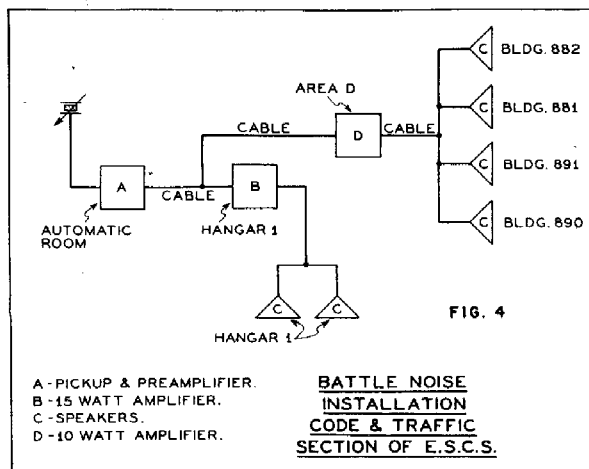 AREA D
C BLDG. 882
C BLDG. 881
CABLE D CABLE
C BLDG. 891
A CABLE B
AUTOMATIC
ROOM
HANGAR 1
C BLDG. 890
C C
HANGAR 1
FIG. 4
A - PICKUP & PREAMPLIFIER.
B - 15 WATT AMPLIFIER.
C - SPEAKERS.
D - 10 WATT AMPLIFIER.
BATTLE NOISE
INSTALLATION
CODE & TRAFFIC
SECTION OF E.S.C.S.